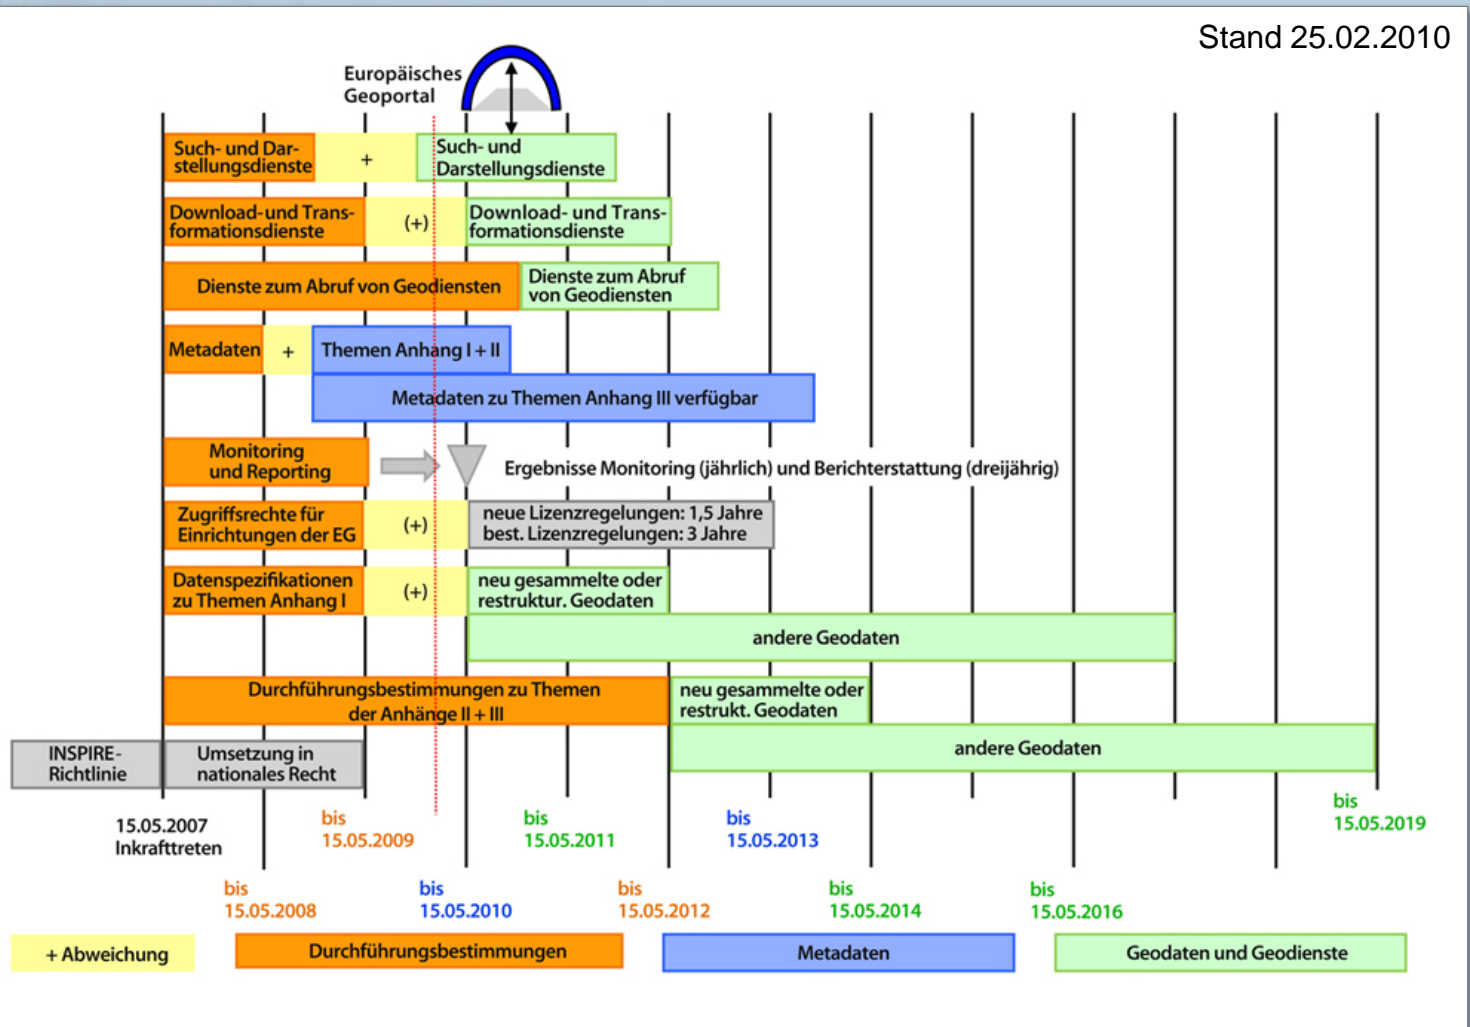 Stand 25.02.2010
Europäisches
Geoportal
Such- und Dar-
stellungsdienste
+
Such- und
Darstellungsdienste
Download-und Trans-
formationsdienste
(+)
Download- und Trans-
formationsdienste
Dienste zum Abruf von Geodiensten
Dienste zum Abruf
von Geodiensten
Metadaten
+
Themen Anhang I + II
Metadaten zu Themen Anhang III verfügbar
Monitoring
und Reporting
Ergebnisse Monitoring (jährlich) und Berichterstattung (dreijährig)
Zugriffsrechte für
Einrichtungen der EG
(+)
neue Lizenzregelungen: 1,5 Jahre
best. Lizenzregelungen: 3 Jahre
Datenspezifikationen
zu Themen Anhang I
(+)
neu gesammelte oder
restruktur. Geodaten
andere Geodaten
Durchführungsbestimmungen zu Themen
der Anhänge II + III
neu gesammelte oder
restrukt. Geodaten
andere Geodaten
INSPIRE-
Richtlinie
Umsetzung in
nationales Recht
15.05.2007
Inkrafttreten
bis
15.05.2009
bis
15.05.2011
bis
15.05.2013
bis
15.05.2019
bis
15.05.2008
bis
15.05.2010
bis
15.05.2012
bis
15.05.2014
bis
15.05.2016
+ Abweichung
Durchführungsbestimmungen
Metadaten
Geodaten und Geodienste